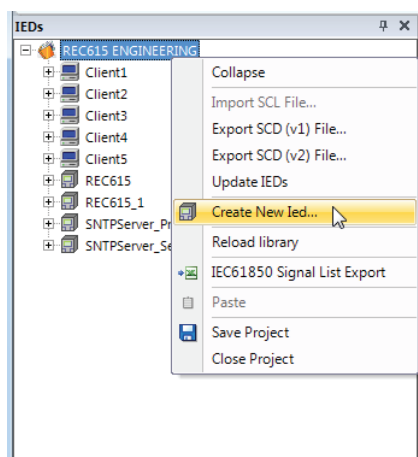 IEDs
REC615 ENGINEERING
Client1
Client2
Client3
Client4
Client5
REC615
REC615_1
SNTPServer_Pr
SNTPServer_Se
Collapse
Import SCL File...
Export SCD (v1) File...
Export SCD (v2) File...
Update IEDs
Create New Ied...
Reload library
IEC61850 Signal List Export
Paste
Save Project
Close Project